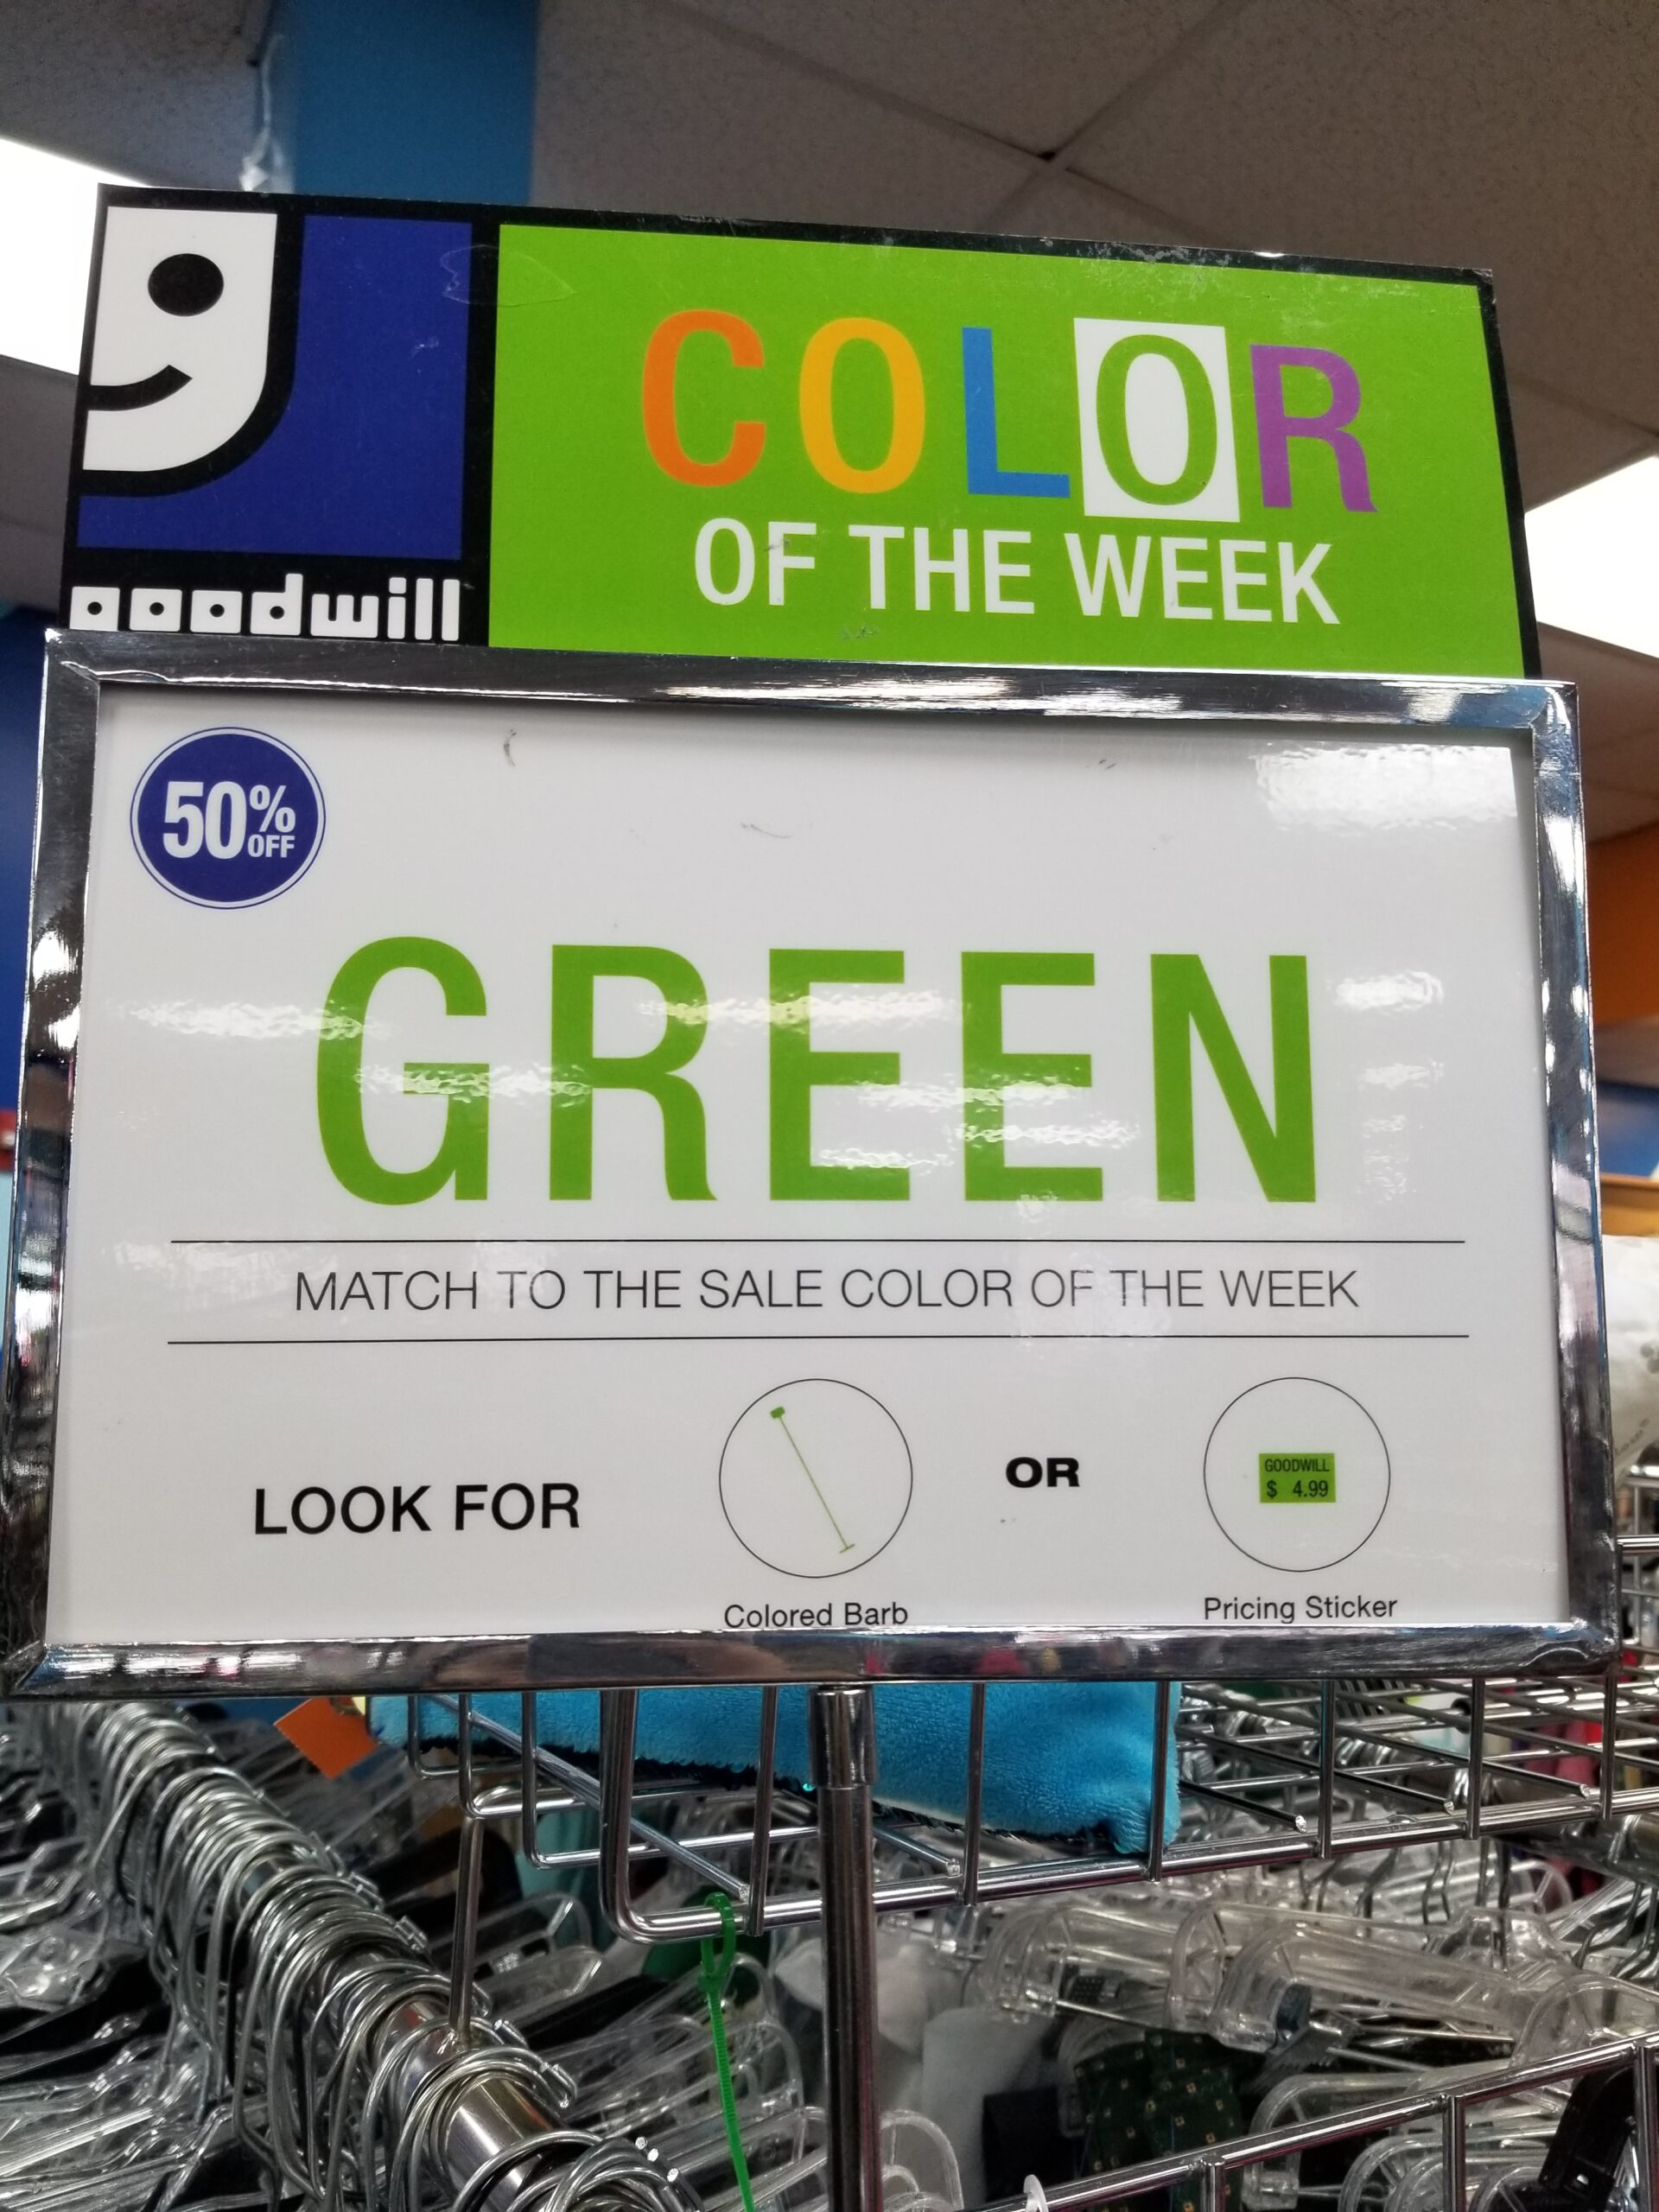 goodwill
COLOR
OF THE WEEK
50% OFF
GREEN
MATCH TO THE SALE COLOR OF THE WEEK
LOOK FOR
OR
GOODWILL
$ 4.99
Colored Barb
Pricing Sticker